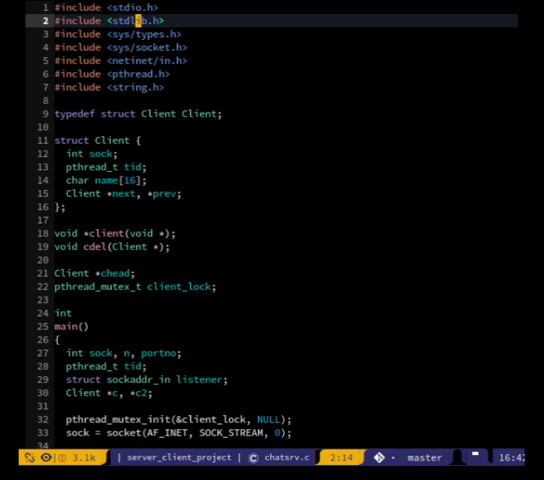 1 #include <stdio.h>
2 #include <stdlib.h>
3 #include <sys/types.h>
4 #include <sys/socket.h>
5 #include <netinet/in.h>
6 #include <pthread.h>
7 #include <string.h>
8
9 typedef struct Client Client;
10
11 struct Client {
12 int sock;
13 pthread_t tid;
14 char name[16];
15 Client *next, *prev;
16 };
17
18 void *client(void *);
19 void cdel(Client *);
20
21 Client *chead;
22 pthread_mutex_t client_lock;
23
24 int
25 main()
26 {
27 int sock, n, portno;
28 pthread_t tid;
29 struct sockaddr_in listener;
30 Client *c, *c2;
31
32 pthread_mutex_init(&client_lock, NULL);
33 sock = socket(AF_INET, SOCK_STREAM, 0);
34
3.1k | server_client_project | chatsrv.c 2:14 master 16:42